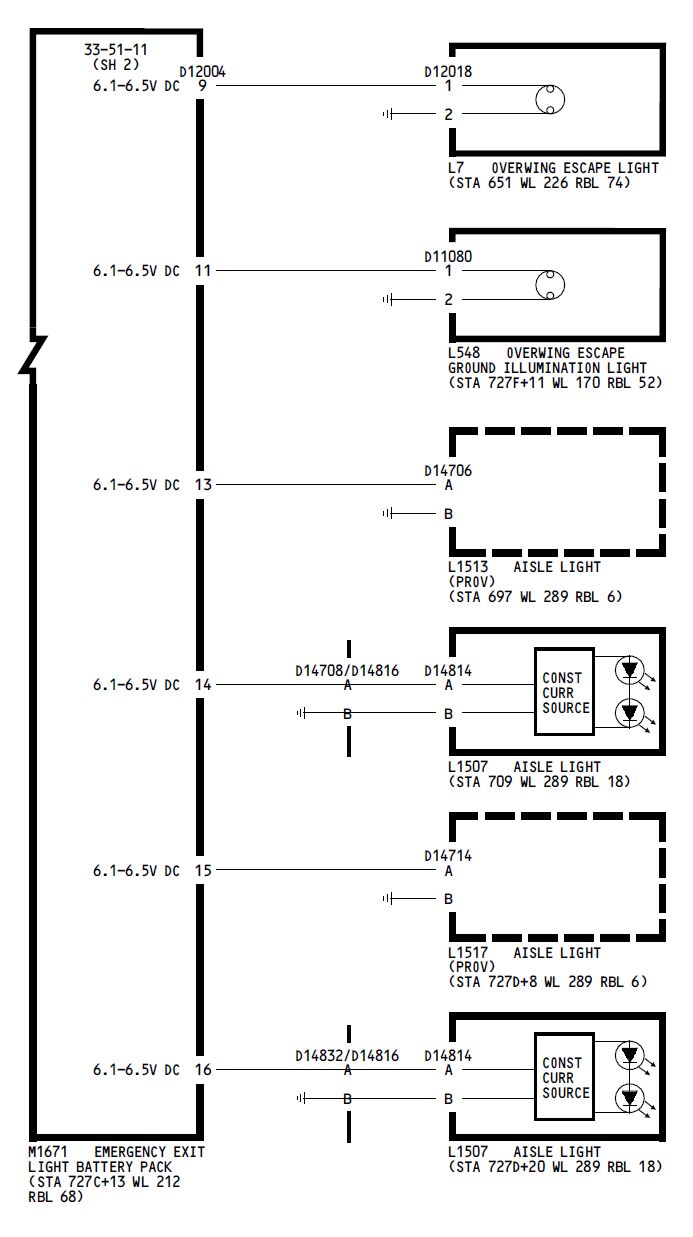 33-51-11
(SH 2)
D12004
6.1-6.5V DC 9
D12018
1
2
L7 OVERWING ESCAPE LIGHT
(STA 651 WL 226 RBL 74)
6.1-6.5V DC 11
D11080
1
2
L548 OVERWING ESCAPE
GROUND ILLUMINATION LIGHT
(STA 727F+11 WL 170 RBL 52)
6.1-6.5V DC 13
D14706
A
B
L1513 AISLE LIGHT
(PROV)
(STA 697 WL 289 RBL 6)
6.1-6.5V DC 14
D14708/D14816
A
B
D14814
A
B
CONST
CURR
SOURCE
L1507 AISLE LIGHT
(STA 709 WL 289 RBL 18)
6.1-6.5V DC 15
D14714
A
B
L1517 AISLE LIGHT
(PROV)
(STA 727D+8 WL 289 RBL 6)
6.1-6.5V DC 16
D14832/D14816
A
B
D14814
A
B
CONST
CURR
SOURCE
L1507 AISLE LIGHT
(STA 727D+20 WL 289 RBL 18)
M1671 EMERGENCY EXIT
LIGHT BATTERY PACK
(STA 727C+13 WL 212
RBL 68)